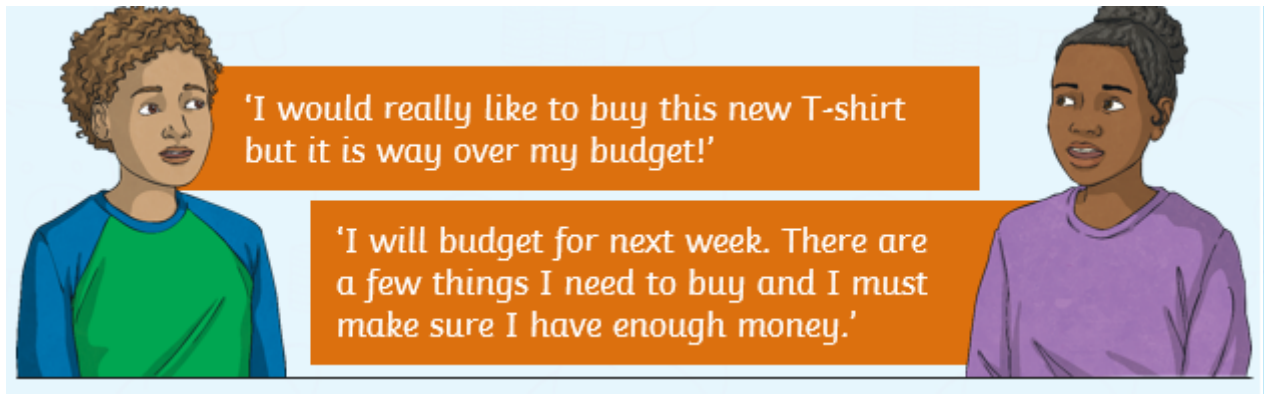 ‘I would really like to buy this new T-shirt
but it is way over my budget!’
‘I will budget for next week. There are
a few things I need to buy and I must
make sure I have enough money.’